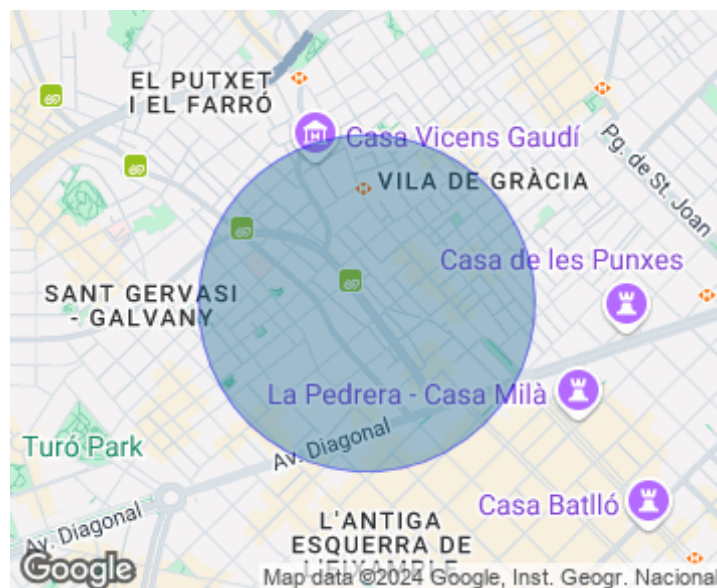 EL PUTXET
I EL FARRÓ
Casa Vicens Gaudí
VILA DE GRÀCIA
Pg. de St. Joan
Casa de les Punxes
SANT GERVASI
- GALVANY
La Pedrera - Casa Milà
Turó Park
Av. Diagonal
Casa Batlló
Av. Diagonal
L'ANTIGA
ESQUERRA DE
L'EIXAMPLE
Google
Map data ©2024 Google, Inst. Geogr. Nacional